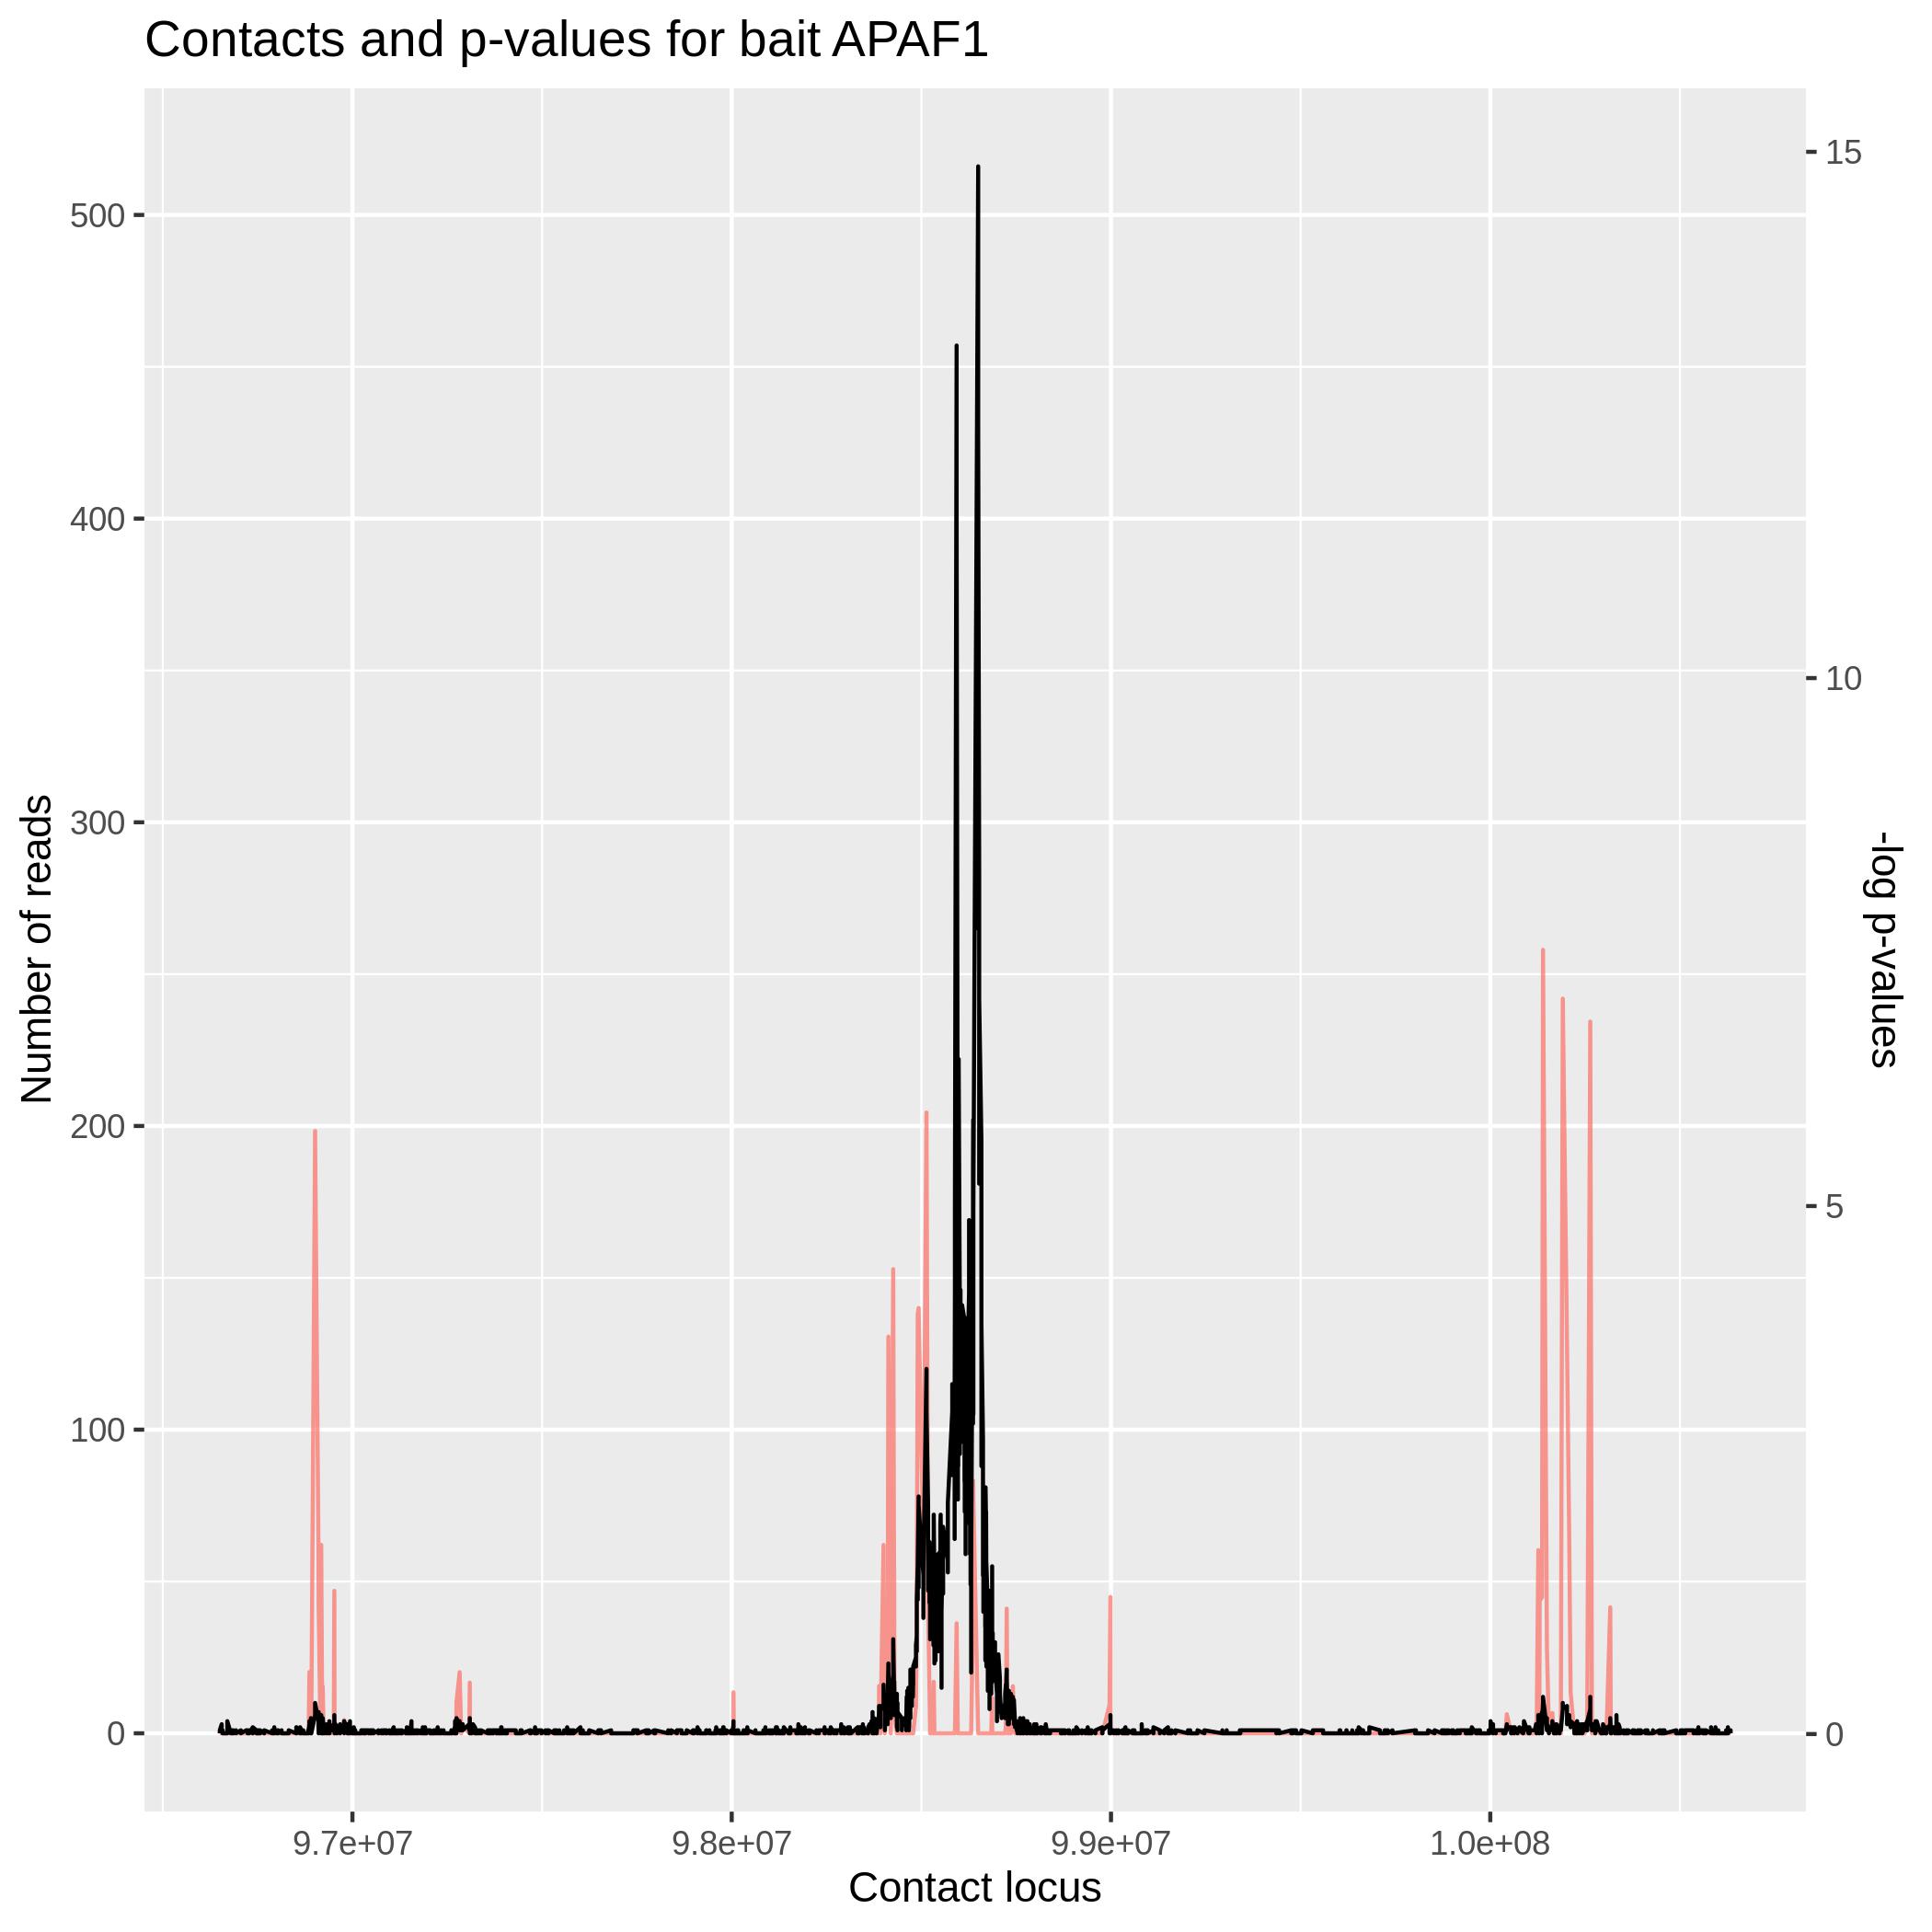 Contacts and p-values for bait APAF1
Number of reads
500
400
300
200
100
0
15
10
5
0
-log p-values
9.7e+07
9.8e+07
9.9e+07
1.0e+08
Contact locus